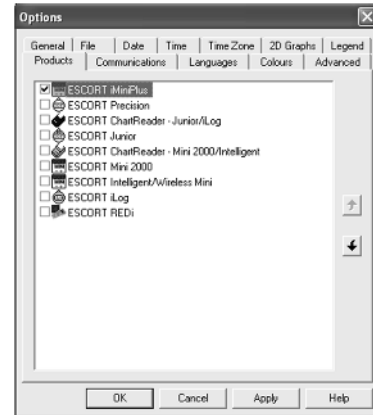 Options
General File Date Time Time Zone 2D Graphs Legend
Products Communications Languages Colours Advanced
ESCORT iMiniPlus
ESCORT Precision
ESCORT ChartReader - Junior/iLog
ESCORT Junior
ESCORT ChartReader - Mini 2000/Intelligent
ESCORT Mini 2000
ESCORT Intelligent/Wireless Mini
ESCORT iLog
ESCORT REDi
OK Cancel Apply Help